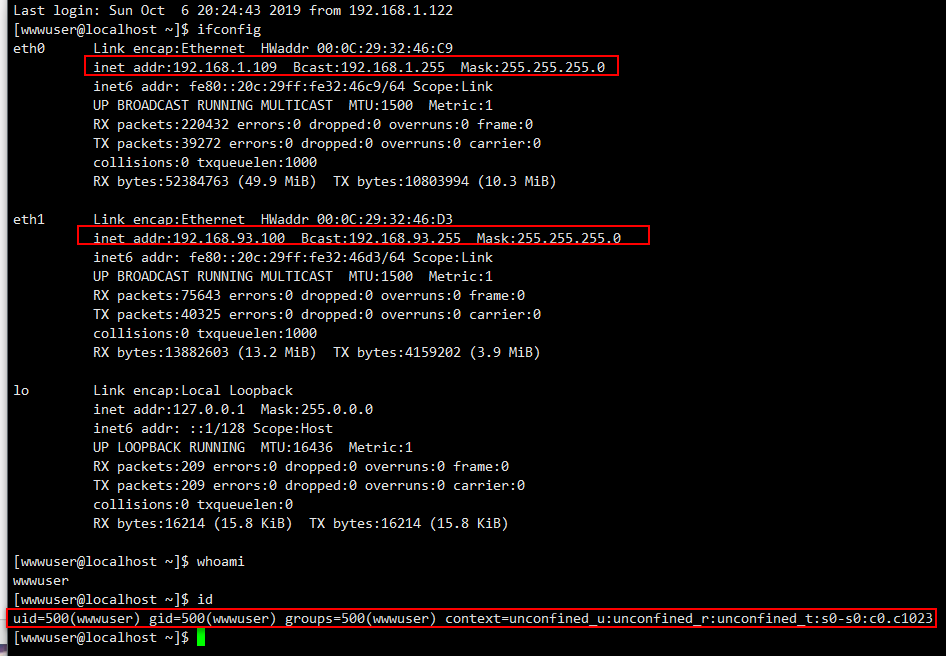 Last login: Sun Oct  6 20:24:43 2019 from 192.168.1.122
[wwwuser@localhost ~]$ ifconfig
eth0      Link encap:Ethernet  HWaddr 00:0C:29:32:46:C9
          inet addr:192.168.1.109  Bcast:192.168.1.255  Mask:255.255.255.0
          inet6 addr: fe80::20c:29ff:fe32:46c9/64 Scope:Link
          UP BROADCAST RUNNING MULTICAST  MTU:1500  Metric:1
          RX packets:220432 errors:0 dropped:0 overruns:0 frame:0
          TX packets:39272 errors:0 dropped:0 overruns:0 carrier:0
          collisions:0 txqueuelen:1000
          RX bytes:52384763 (49.9 MiB)  TX bytes:10803994 (10.3 MiB)

eth1      Link encap:Ethernet  HWaddr 00:0C:29:32:46:D3
          inet addr:192.168.93.100  Bcast:192.168.93.255  Mask:255.255.255.0
          inet6 addr: fe80::20c:29ff:fe32:46d3/64 Scope:Link
          UP BROADCAST RUNNING MULTICAST  MTU:1500  Metric:1
          RX packets:75643 errors:0 dropped:0 overruns:0 frame:0
          TX packets:40325 errors:0 dropped:0 overruns:0 carrier:0
          collisions:0 txqueuelen:1000
          RX bytes:13882603 (13.2 MiB)  TX bytes:4159202 (3.9 MiB)

lo        Link encap:Local Loopback
          inet addr:127.0.0.1  Mask:255.0.0.0
          inet6 addr: ::1/128 Scope:Host
          UP LOOPBACK RUNNING  MTU:16436  Metric:1
          RX packets:209 errors:0 dropped:0 overruns:0 frame:0
          TX packets:209 errors:0 dropped:0 overruns:0 carrier:0
          collisions:0 txqueuelen:0
          RX bytes:16214 (15.8 KiB)  TX bytes:16214 (15.8 KiB)

[wwwuser@localhost ~]$ whoami
wwwuser
[wwwuser@localhost ~]$ id
uid=500(wwwuser) gid=500(wwwuser) groups=500(wwwuser) context=unconfined_u:unconfined_r:unconfined_t:s0-s0:c0.c1023
[wwwuser@localhost ~]$